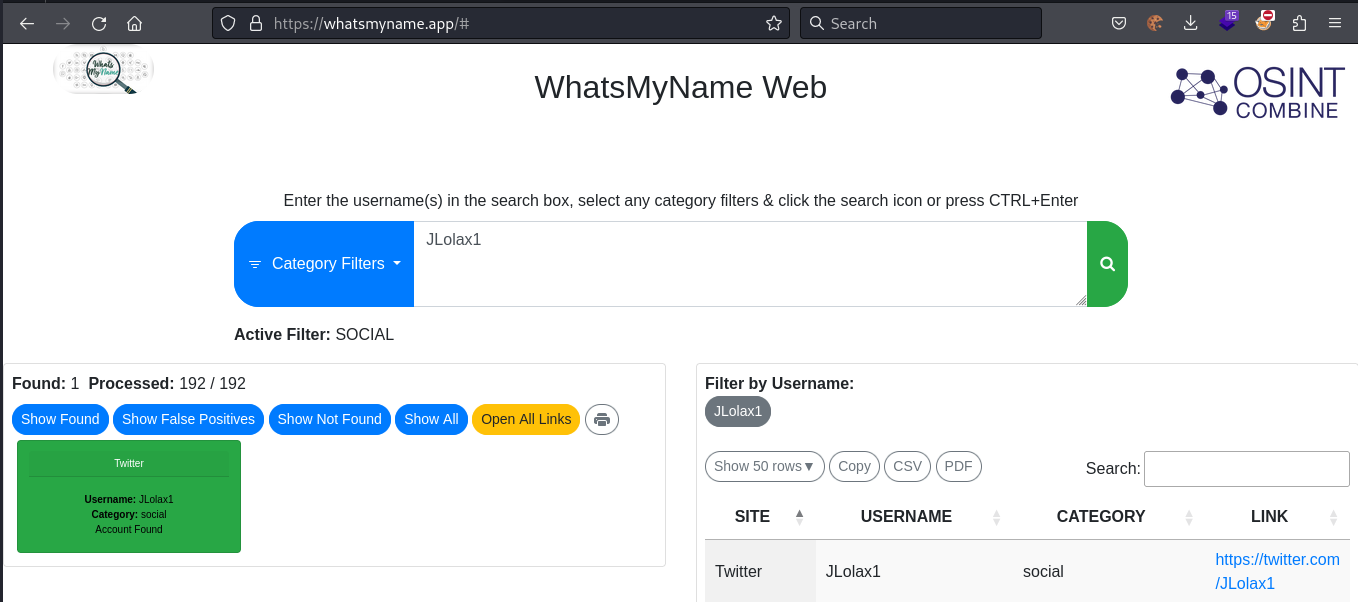 https://whatsmyname.app/#
Search
15
Whats
MyName
WhatsMyName Web
OSINT
COMBINE
Enter the username(s) in the search box, select any category filters & click the search icon or press CTRL+Enter
Category Filters
JLolax1
Active Filter: SOCIAL
Found: 1 Processed: 192 / 192
Show Found Show False Positives Show Not Found Show All Open All Links
Twitter
Username: JLolax1
Category: social
Account Found
Filter by Username:
JLolax1
Show 50 rows▼ Copy CSV PDF Search:
SITE USERNAME CATEGORY LINK
Twitter JLolax1 social https://twitter.com
/JLolax1